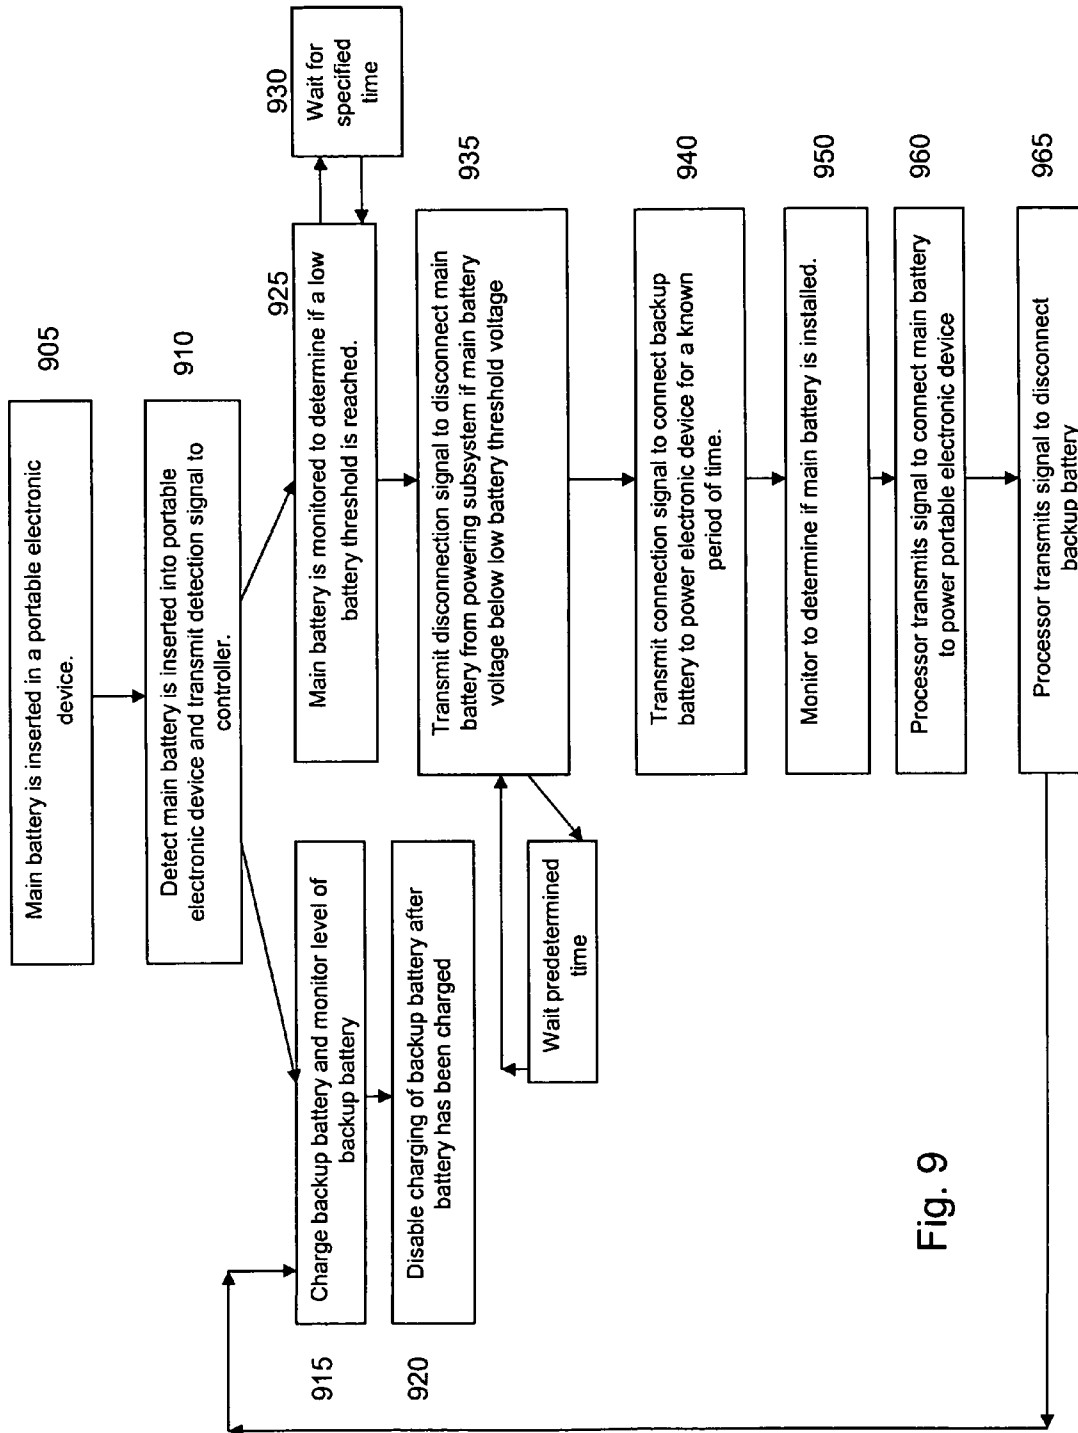 905
Main battery is inserted in a portable electronic
device.
910
Detect main battery is inserted into portable
electronic device and transmit detection signal to
controller.
915
Charge backup battery and monitor level of
backup battery
920
Disable charging of backup battery after
battery has been charged
925
Main battery is monitored to determine if a low
battery threshold is reached.
930
Wait for
specified
time
935
Transmit disconnection signal to disconnect main
battery from powering subsystem if main battery
voltage below low battery threshold voltage
Wait predetermined
time
940
Transmit connection signal to connect backup
battery to power electronic device for a known
period of time.
950
Monitor to determine if main battery is installed.
960
Processor transmits signal to connect main battery
to power portable electronic device
965
Processor transmits signal to disconnect
backup battery
Fig. 9